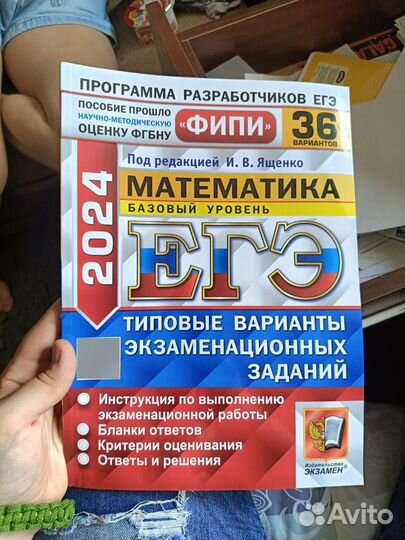 ПРОГРАММА РАЗРАБОТЧИКОВ ЕГЭ
ПОСОБИЕ ПРОШЛО
НАУЧНО-МЕТОДИЧЕСКУЮ
ОЦЕНКУ ФГБНУ
«ФИПИ»
36
ВАРИАНТОВ
Под редакцией И. В. Ященко
2024
МАТЕМАТИКА
БАЗОВЫЙ УРОВЕНЬ
ЕГЭ
ТИПОВЫЕ ВАРИАНТЫ
ЭКЗАМЕНАЦИОННЫХ
ЗАДАНИЙ
Инструкция по выполнению
экзаменационной работы
Бланки ответов
Критерии оценивания
Ответы и решения
Издательство
ЭКЗАМЕН
Avito